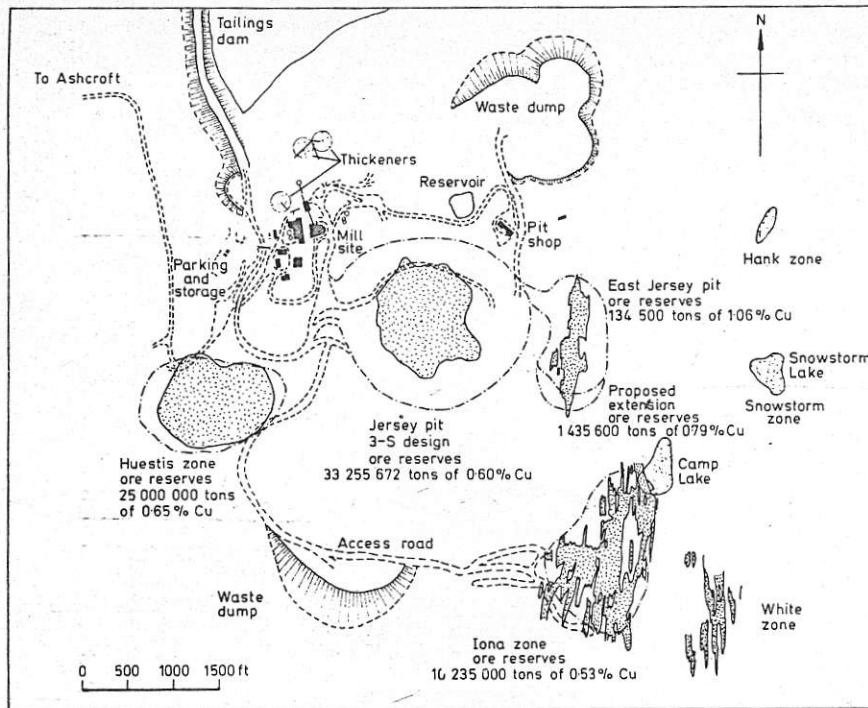 Tailings
dam
N
To Ashcroft
Waste dump
Thickeners
Reservoir
Mill
site
Pit
shop
Parking
and
storage
Hank zone
East Jersey pit
ore reserves
134 500 tons of 1·06% Cu
Snowstorm
Lake
Snowstorm zone
Proposed
extension
ore reserves
1 435 600 tons of 0·79% Cu
Jersey pit
3-S design
ore reserves
33 255 672 tons of 0·60% Cu
Huestis zone
ore reserves
25 000 000 tons
of 0·65% Cu
Camp
Lake
Access road
Waste
dump
White
zone
Iona zone
ore reserves
10 235 000 tons of 0·53% Cu
0 500 1000 1500 ft